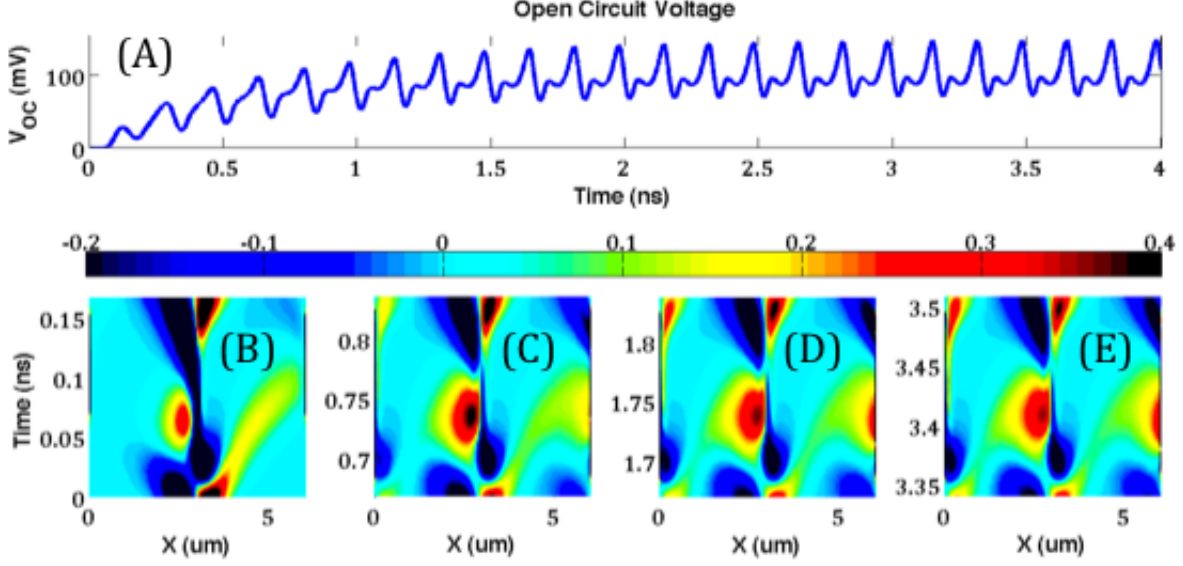 Open Circuit Voltage
(A)
V_OC (mV)
100
0
0 0.5 1 1.5 2 2.5 3 3.5 4
Time (ns)
-0.2 -0.1 0 0.1 0.2 0.3 0.4
(B) (C) (D) (E)
Time (ns)
0.15 0.1 0.05 0
0.8 0.75 0.7
1.8 1.75 1.7
3.5 3.45 3.4 3.35
0 5 0 5 0 5 0 5
X (um) X (um) X (um) X (um)